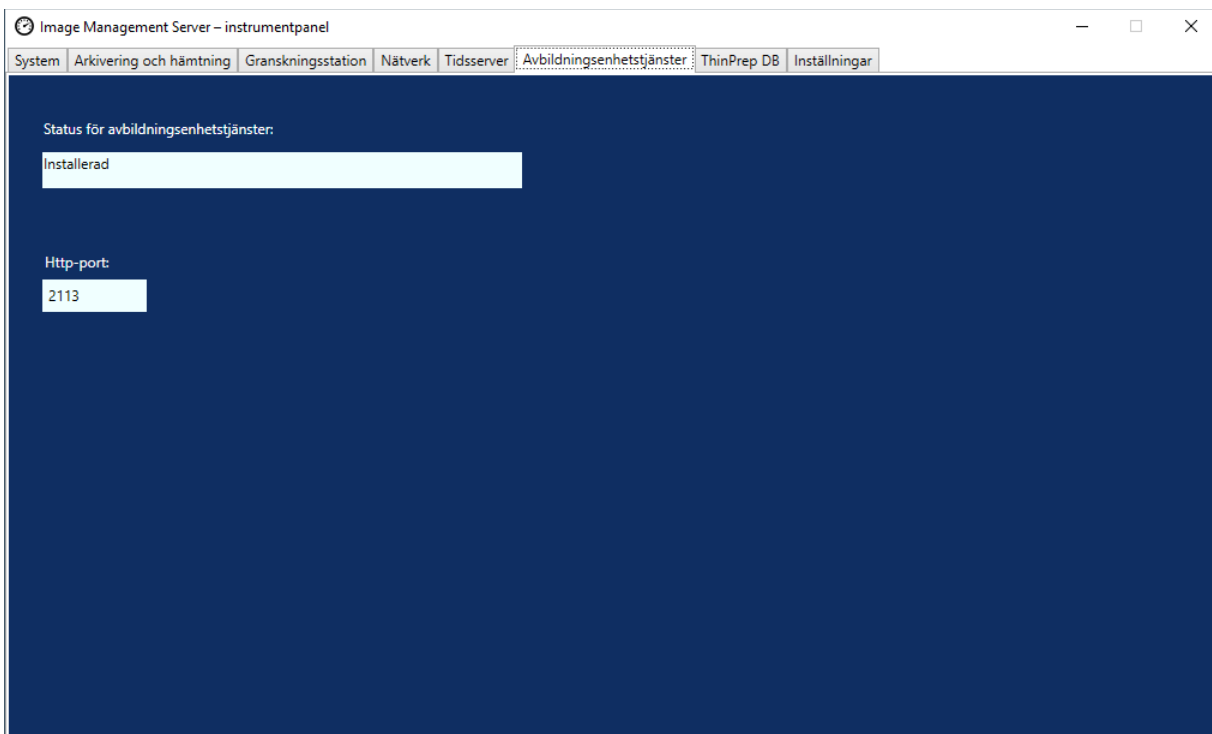 Image Management Server – instrumentpanel
System Arkivering och hämtning Granskningsstation Nätverk Tidsserver Avbildningsenhetstjänster ThinPrep DB Inställningar
Status för avbildningsenhetstjänster:
Installerad
Http-port:
2113